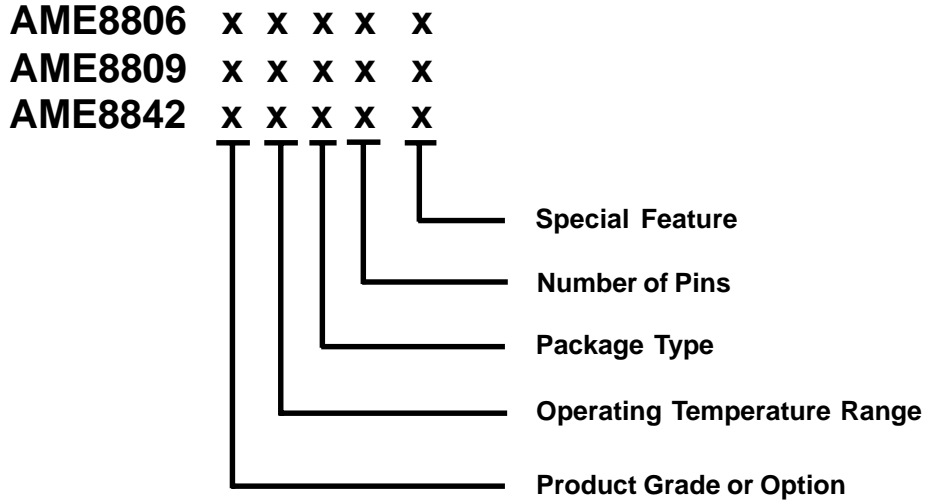 AME8806 x x x x x
AME8809 x x x x x
AME8842 x x x x x
Special Feature
Number of Pins
Package Type
Operating Temperature Range
Product Grade or Option